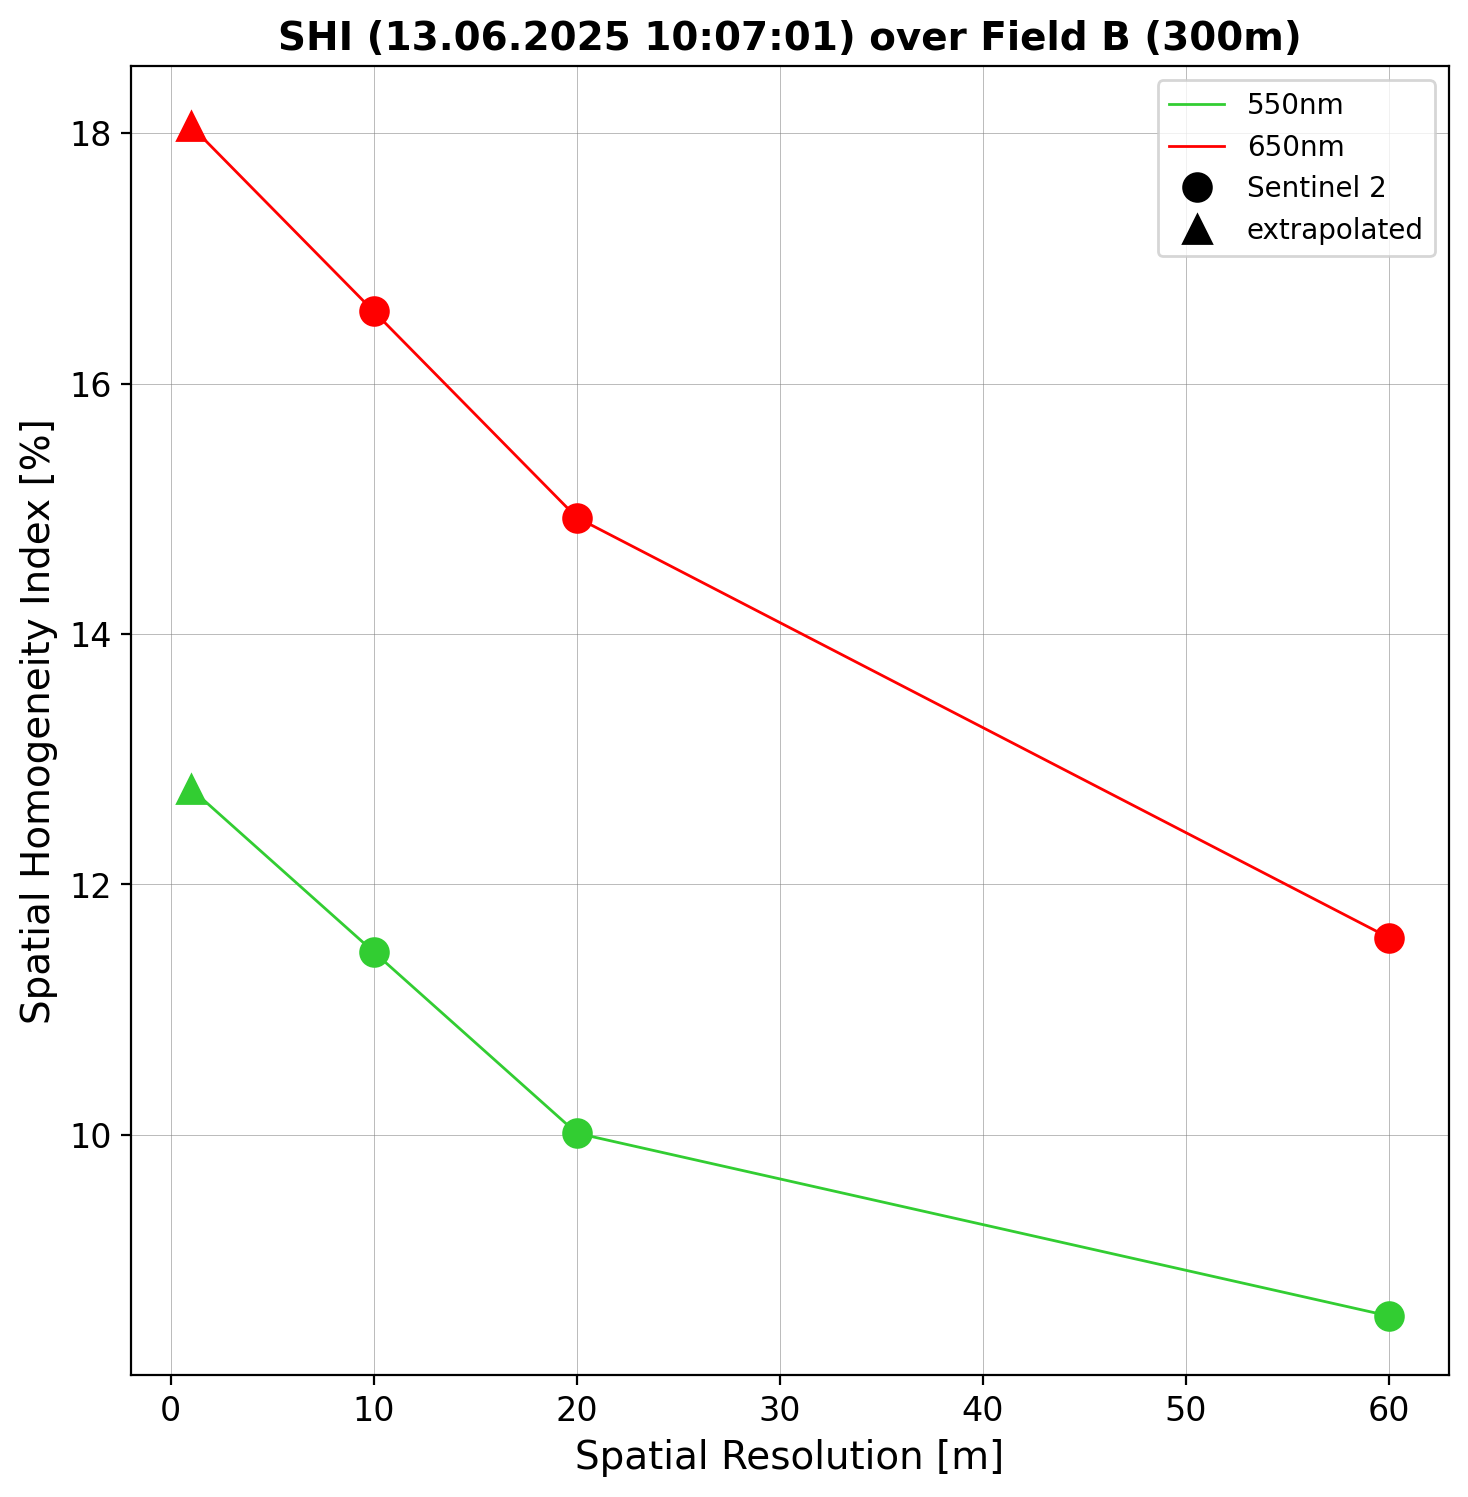 SHI (13.06.2025 10:07:01) over Field B (300m)
550nm
650nm
Sentinel 2
extrapolated
Spatial Homogeneity Index [%]
18
16
14
12
10
0 10 20 30 40 50 60
Spatial Resolution [m]